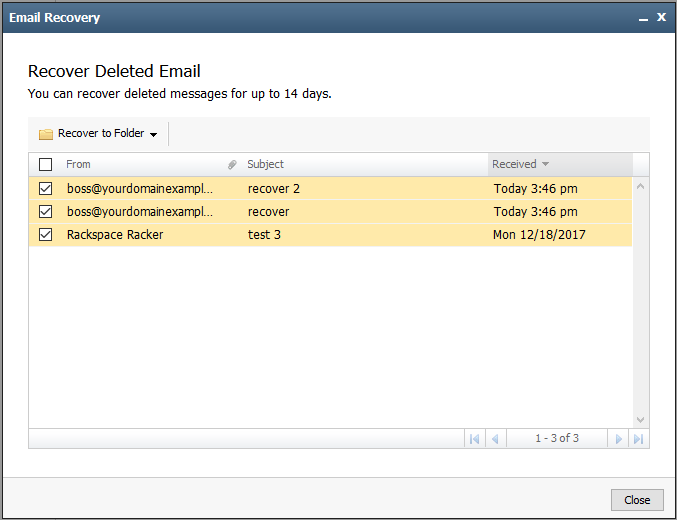 Email Recovery
Recover Deleted Email
You can recover deleted messages for up to 14 days.
Recover to Folder
From Subject Received
boss@yourdomainexampl... recover 2 Today 3:46 pm
boss@yourdomainexampl... recover Today 3:46 pm
Rackspace Racker test 3 Mon 12/18/2017
1 - 3 of 3
Close